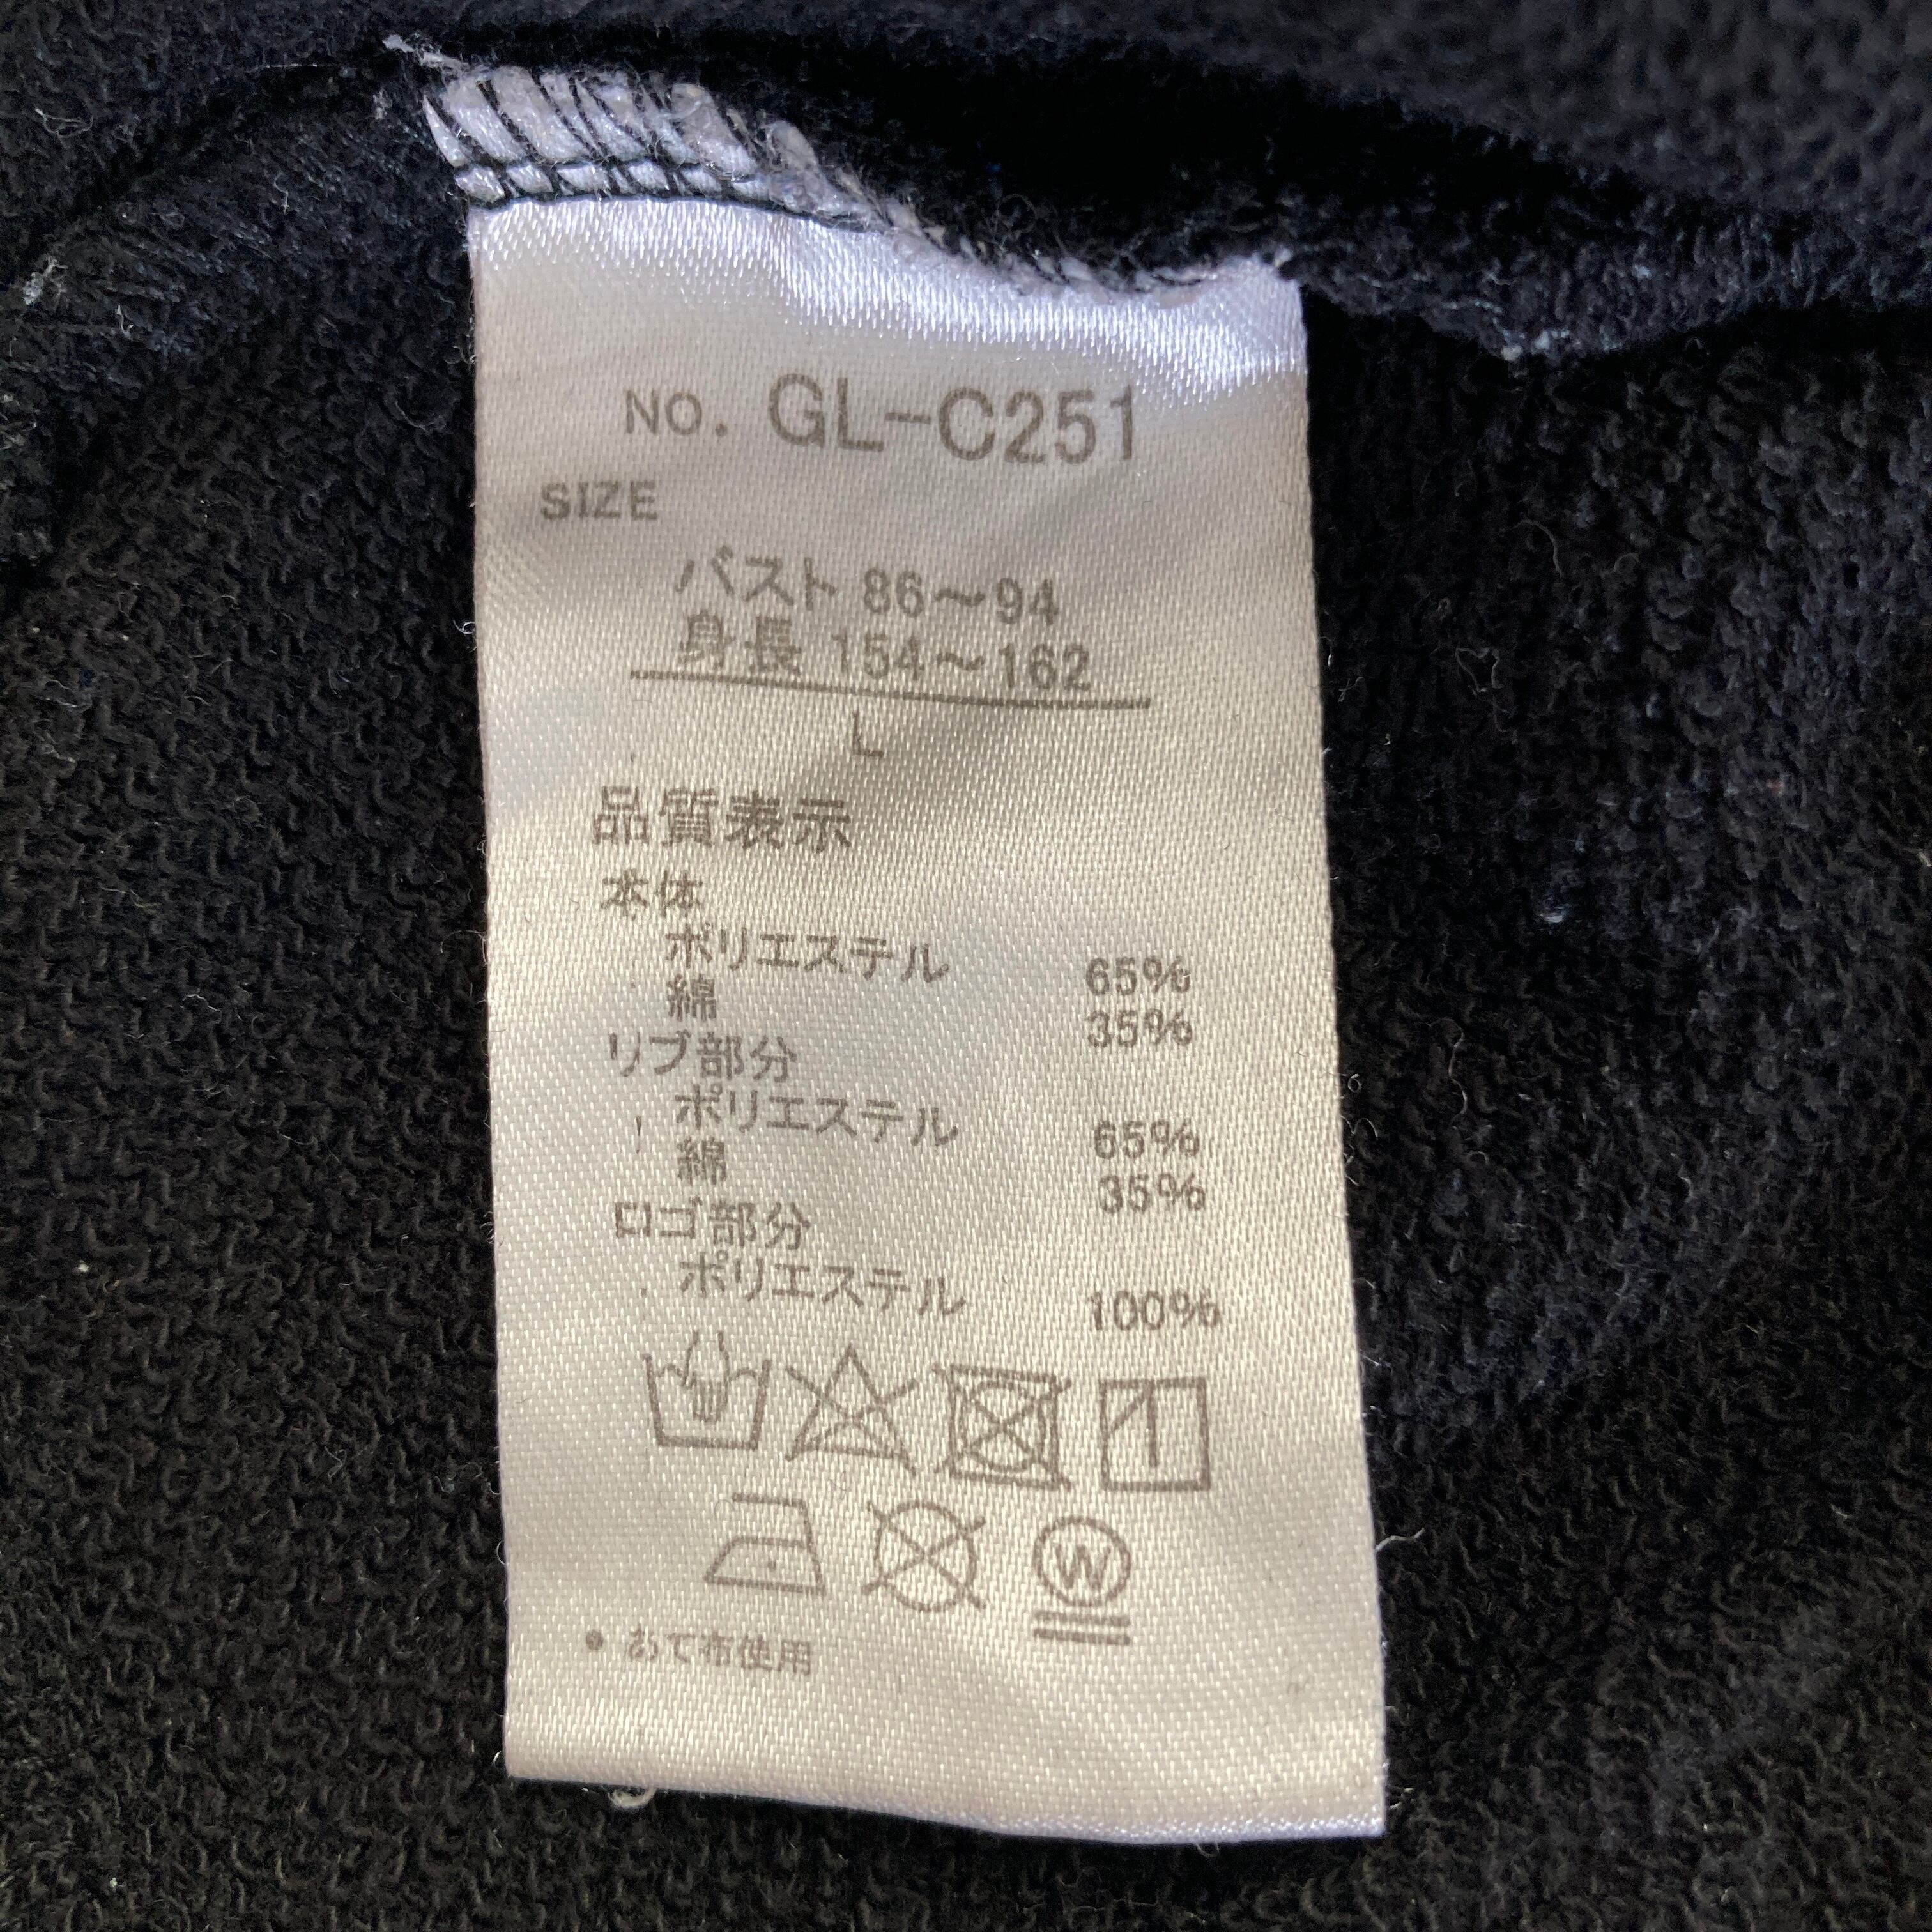 NO. GL-C251
SIZE
バスト 86～94
身長 154～162
L
品質表示
本体
ポリエステル 65%
綿 35%
リブ部分
ポリエステル 65%
綿 35%
ロゴ部分
ポリエステル 100%
W
• あて布使用